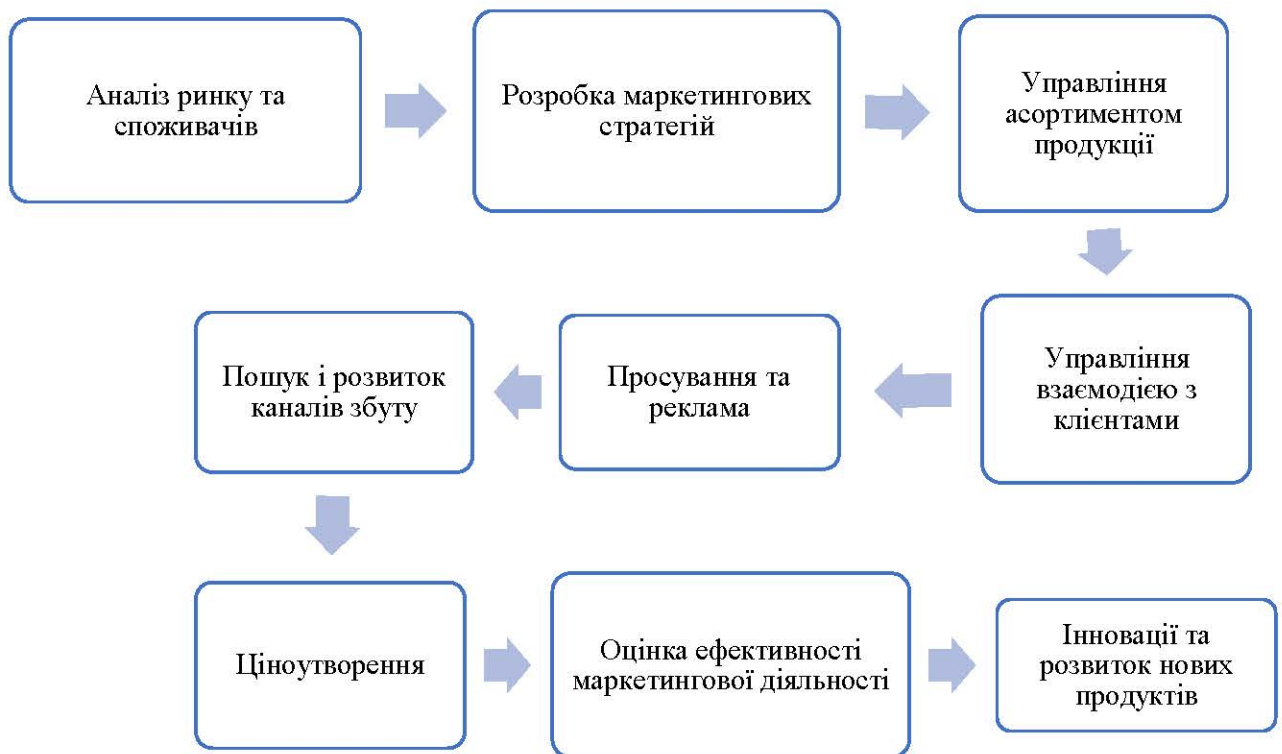 Аналіз ринку та
споживачів
Розробка маркетингових
стратегій
Управління
асортиментом
продукції
Управління
взаємодією з
клієнтами
Просування та
реклама
Пошук і розвиток
каналів збуту
Ціноутворення
Оцінка ефективності
маркетингової діяльності
Інновації та
розвиток нових
продуктів